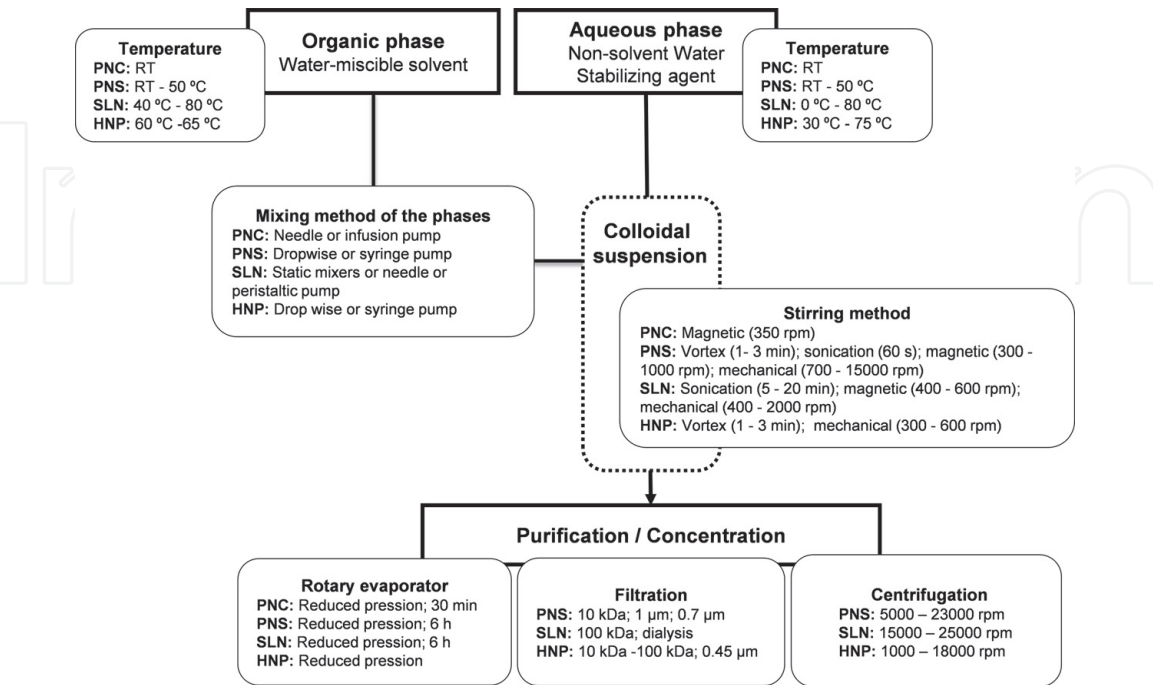 Temperature
PNC: RT
PNS: RT - 50 ºC
SLN: 40 ºC - 80 ºC
HNP: 60 ºC -65 ºC
Organic phase
Water-miscible solvent
Aqueous phase
Non-solvent Water
Stabilizing agent
Temperature
PNC: RT
PNS: RT - 50 ºC
SLN: 0 ºC - 80 ºC
HNP: 30 ºC - 75 ºC
Mixing method of the phases
PNC: Needle or infusion pump
PNS: Dropwise or syringe pump
SLN: Static mixers or needle or
peristaltic pump
HNP: Drop wise or syringe pump
Colloidal
suspension
Stirring method
PNC: Magnetic (350 rpm)
PNS: Vortex (1- 3 min); sonication (60 s); magnetic (300 -
1000 rpm); mechanical (700 - 15000 rpm)
SLN: Sonication (5 - 20 min); magnetic (400 - 600 rpm);
mechanical (400 - 2000 rpm)
HNP: Vortex (1 - 3 min); mechanical (300 - 600 rpm)
Purification / Concentration
Rotary evaporator
PNC: Reduced pression; 30 min
PNS: Reduced pression; 6 h
SLN: Reduced pression; 6 h
HNP: Reduced pression
Filtration
PNS: 10 kDa; 1 µm; 0.7 µm
SLN: 100 kDa; dialysis
HNP: 10 kDa -100 kDa; 0.45 µm
Centrifugation
PNS: 5000 – 23000 rpm
SLN: 15000 – 25000 rpm
HNP: 1000 – 18000 rpm